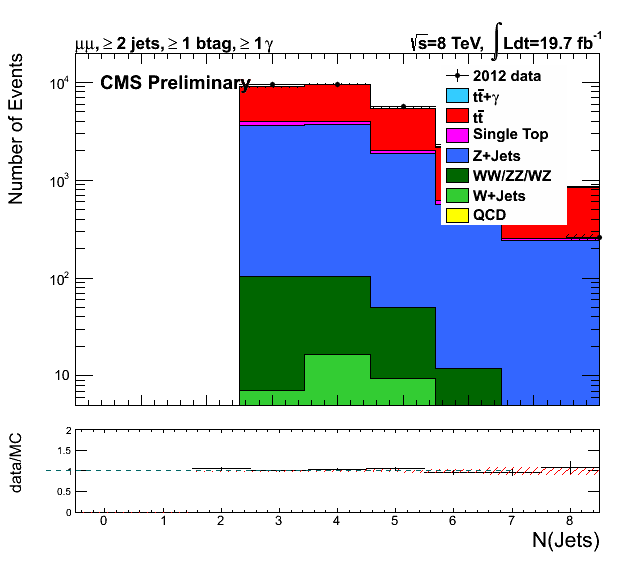 μμ, ≥ 2 jets, ≥ 1 btag, ≥ 1 γ
√s=8 TeV, ∫Ldt=19.7 fb⁻¹
CMS Preliminary
Number of Events
10⁴
10³
10²
10
2012 data
tt̄+γ
tt̄
Single Top
Z+Jets
WW/ZZ/WZ
W+Jets
QCD
data/MC
2
1.5
1
0.5
0
0 1 2 3 4 5 6 7 8
N(Jets)